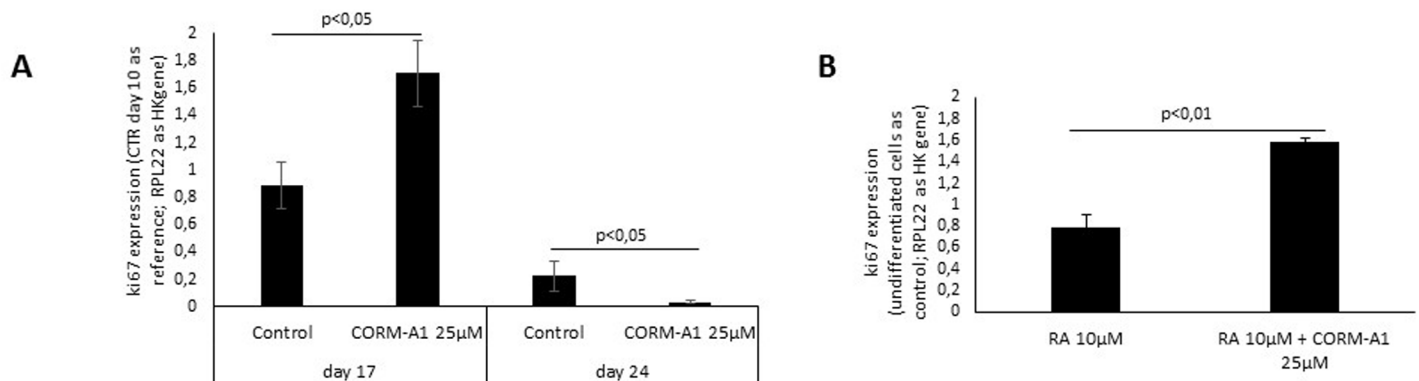 A
ki67 expression (CTR day 10 as
reference; RPL22 as HKgene)
2
1,8
1,6
1,4
1,2
1
0,8
0,6
0,4
0,2
0
p<0,05
p<0,05
Control
CORM-A1 25µM
Control
CORM-A1 25µM
day 17
day 24
B
ki67 expression
(undifferentiated cells as
control; RPL22 as HK gene)
2
1,8
1,6
1,4
1,2
1
0,8
0,6
0,4
0,2
0
p<0,01
RA 10µM
RA 10µM + CORM-A1
25µM